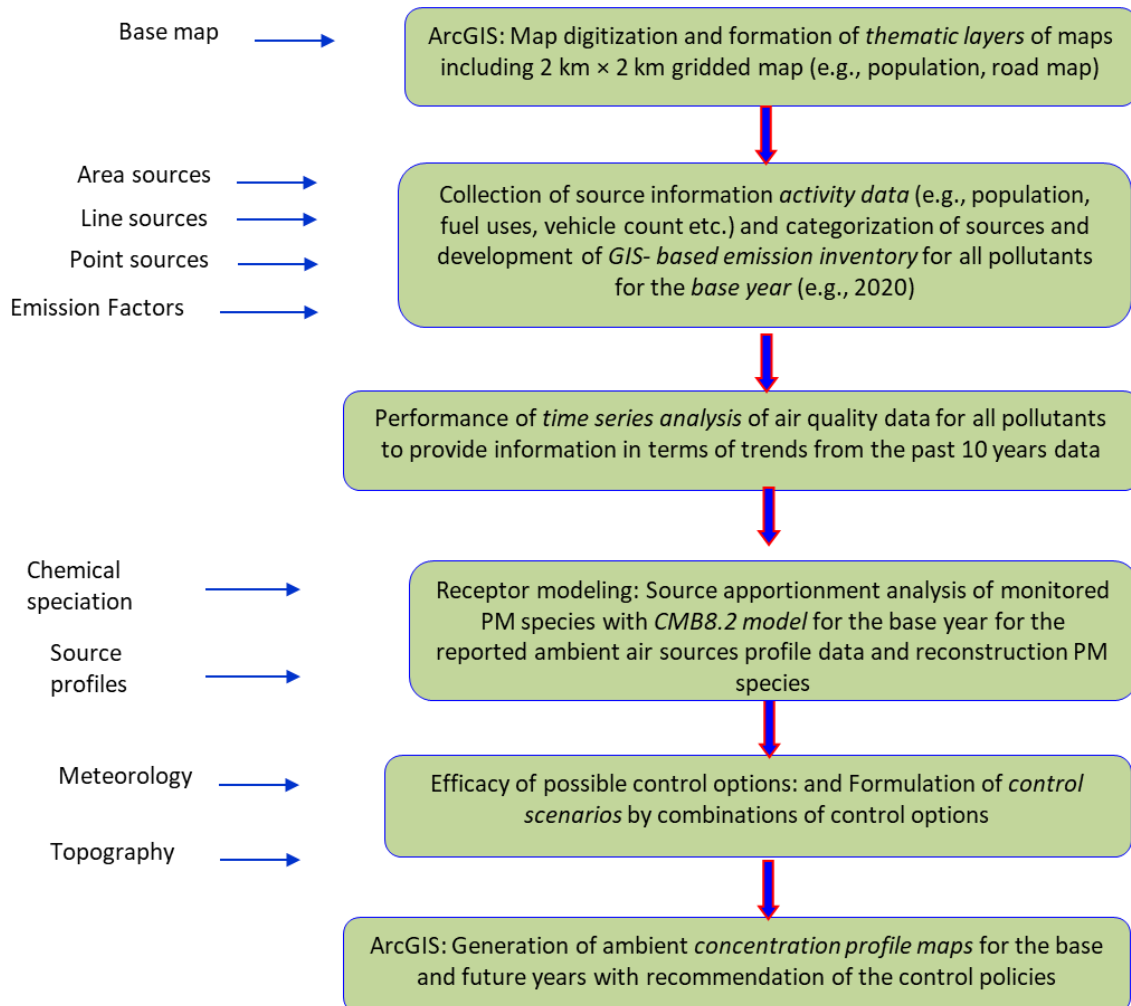 Base map
ArcGIS: Map digitization and formation of thematic layers of maps
including 2 km × 2 km gridded map (e.g., population, road map)
Area sources
Line sources
Point sources
Emission Factors
Collection of source information activity data (e.g., population,
fuel uses, vehicle count etc.) and categorization of sources and
development of GIS- based emission inventory for all pollutants
for the base year (e.g., 2020)
Performance of time series analysis of air quality data for all pollutants
to provide information in terms of trends from the past 10 years data
Chemical
speciation
Source
profiles
Receptor modeling: Source apportionment analysis of monitored
PM species with CMB8.2 model for the base year for the
reported ambient air sources profile data and reconstruction PM
species
Meteorology
Topography
Efficacy of possible control options: and Formulation of control
scenarios by combinations of control options
ArcGIS: Generation of ambient concentration profile maps for the base
and future years with recommendation of the control policies